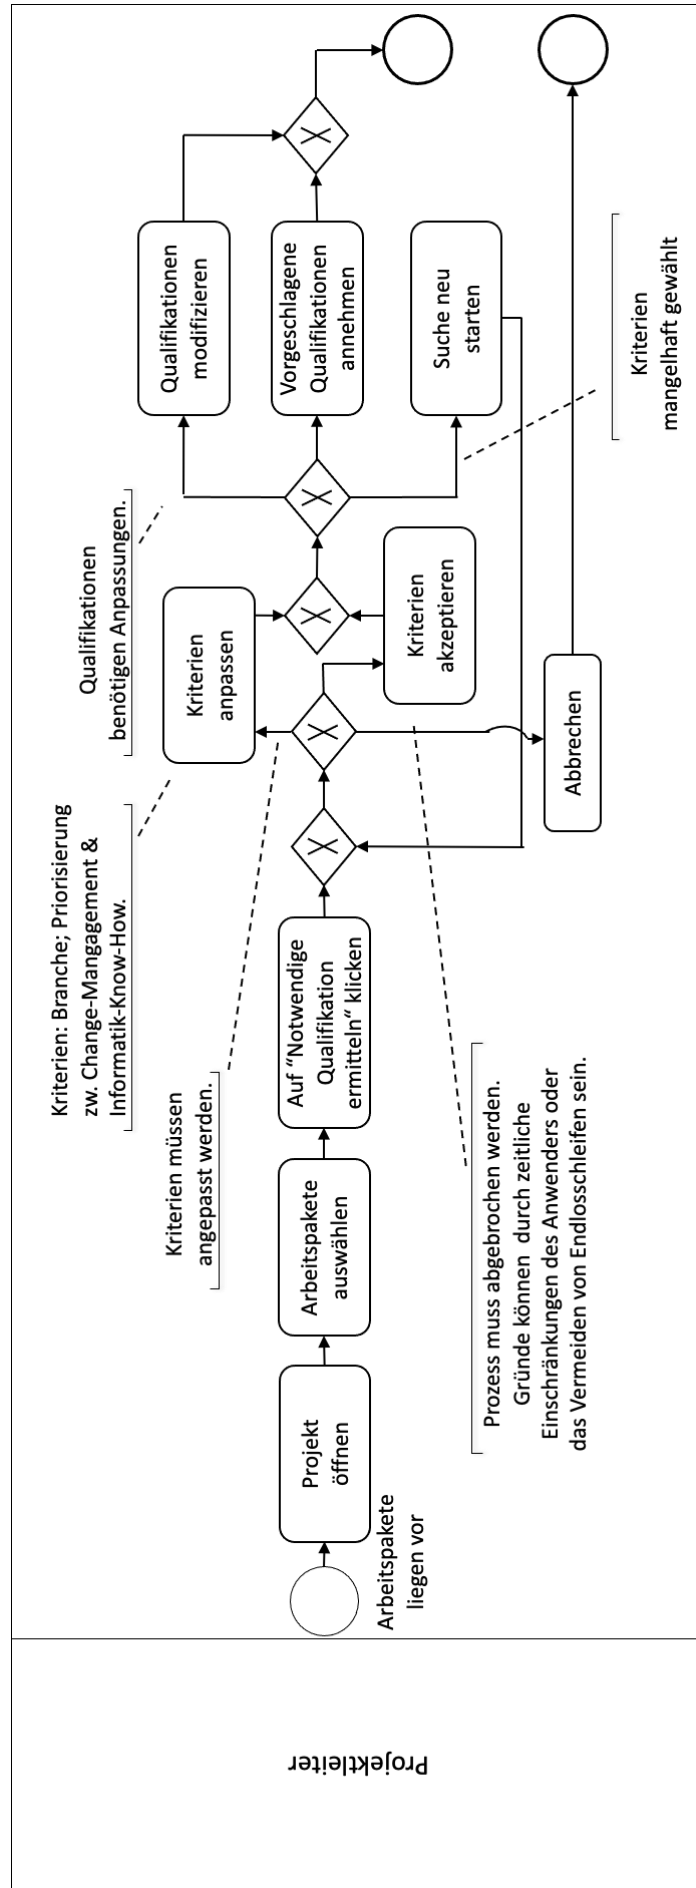 Projektleiter
Arbeitspakete
liegen vor
Projekt
öffnen
Arbeitspakete
auswählen
Auf “Notwendige
Qualifikation
ermitteln“ klicken
Kriterien müssen
angepasst werden.
Prozess muss abgebrochen werden.
Gründe können durch zeitliche
Einschränkungen des Anwenders oder
das Vermeiden von Endlosschleifen sein.
Kriterien: Branche; Priorisierung
zw. Change-Mangagement &
Informatik-Know-How.
Kriterien
anpassen
Kriterien
akzeptieren
Abbrechen
Qualifikationen
benötigen Anpassungen.
Qualifikationen
modifizieren
Vorgeschlagene
Qualifikationen
annehmen
Suche neu
starten
Kriterien
mangelhaft gewählt